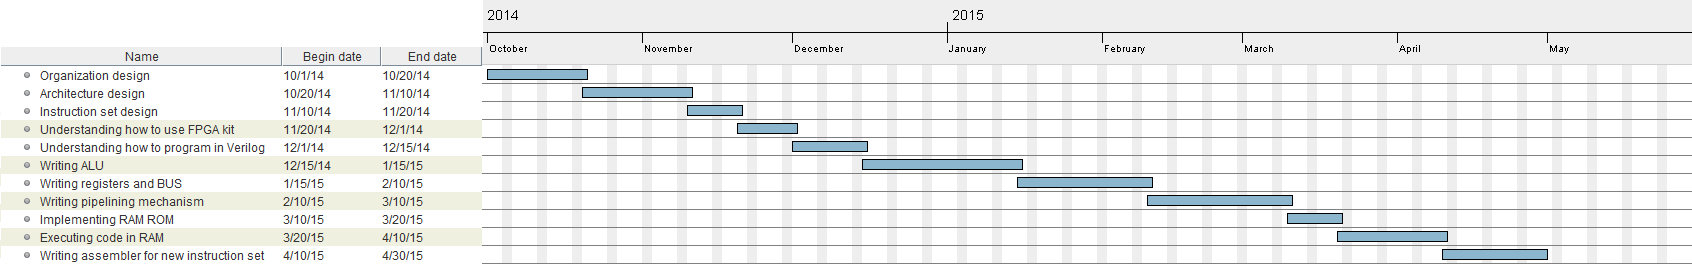 2014 2015
October November December January February March April May
Name Begin date End date
Organization design 10/1/14 10/20/14
Architecture design 10/20/14 11/10/14
Instruction set design 11/10/14 11/20/14
Understanding how to use FPGA kit 11/20/14 12/1/14
Understanding how to program in Verilog 12/1/14 12/15/14
Writing ALU 12/15/14 1/15/15
Writing registers and BUS 1/15/15 2/10/15
Writing pipelining mechanism 2/10/15 3/10/15
Implementing RAM ROM 3/10/15 3/20/15
Executing code in RAM 3/20/15 4/10/15
Writing assembler for new instruction set 4/10/15 4/30/15